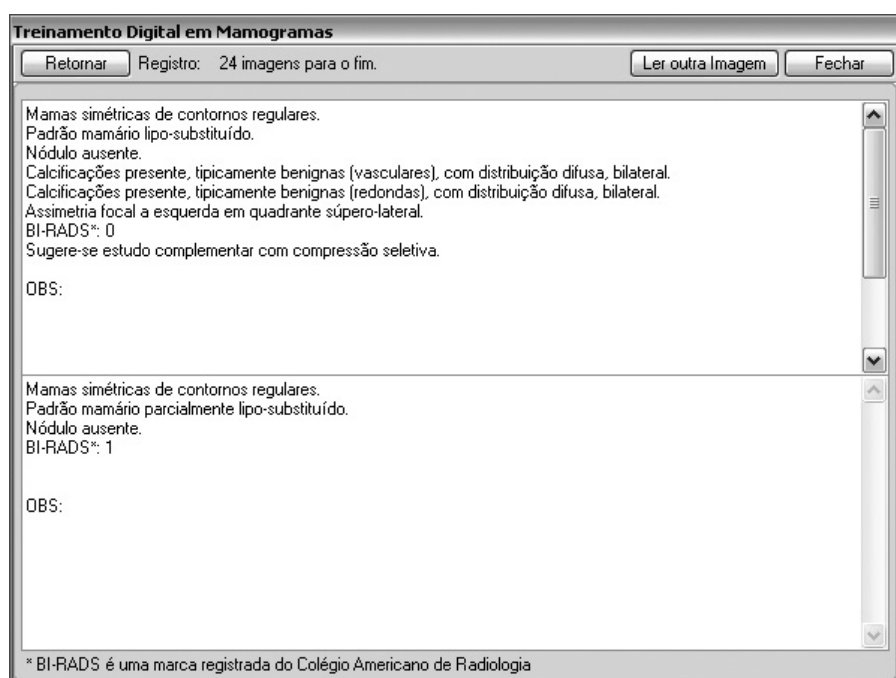 Treinamento Digital em Mamogramas
Retornar Registro: 24 imagens para o fim. Ler outra Imagem Fechar
Mamas simétricas de contornos regulares.
Padrão mamário lipo-substituído.
Nódulo ausente.
Calcificações presente, tipicamente benignas (vasculares), com distribuição difusa, bilateral.
Calcificações presente, tipicamente benignas (redondas), com distribuição difusa, bilateral.
Assimetria focal a esquerda em quadrante súpero-lateral.
BI-RADS*: 0
Sugere-se estudo complementar com compressão seletiva.
OBS:
Mamas simétricas de contornos regulares.
Padrão mamário parcialmente lipo-substituído.
Nódulo ausente.
BI-RADS*: 1
OBS:
* BI-RADS é uma marca registrada do Colégio Americano de Radiologia